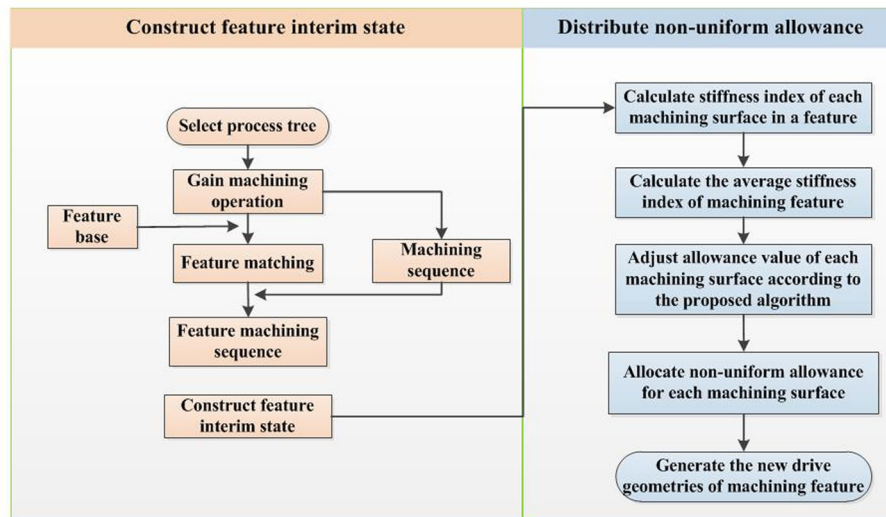 Construct feature interim state
Distribute non-uniform allowance
Select process tree
Gain machining
operation
Feature
base
Feature matching
Machining
sequence
Feature machining
sequence
Construct feature
interim state
Calculate stiffness index of each
machining surface in a feature
Calculate the average stiffness
index of machining feature
Adjust allowance value of each
machining surface according to
the proposed algorithm
Allocate non-uniform allowance
for each machining surface
Generate the new drive
geometries of machining feature